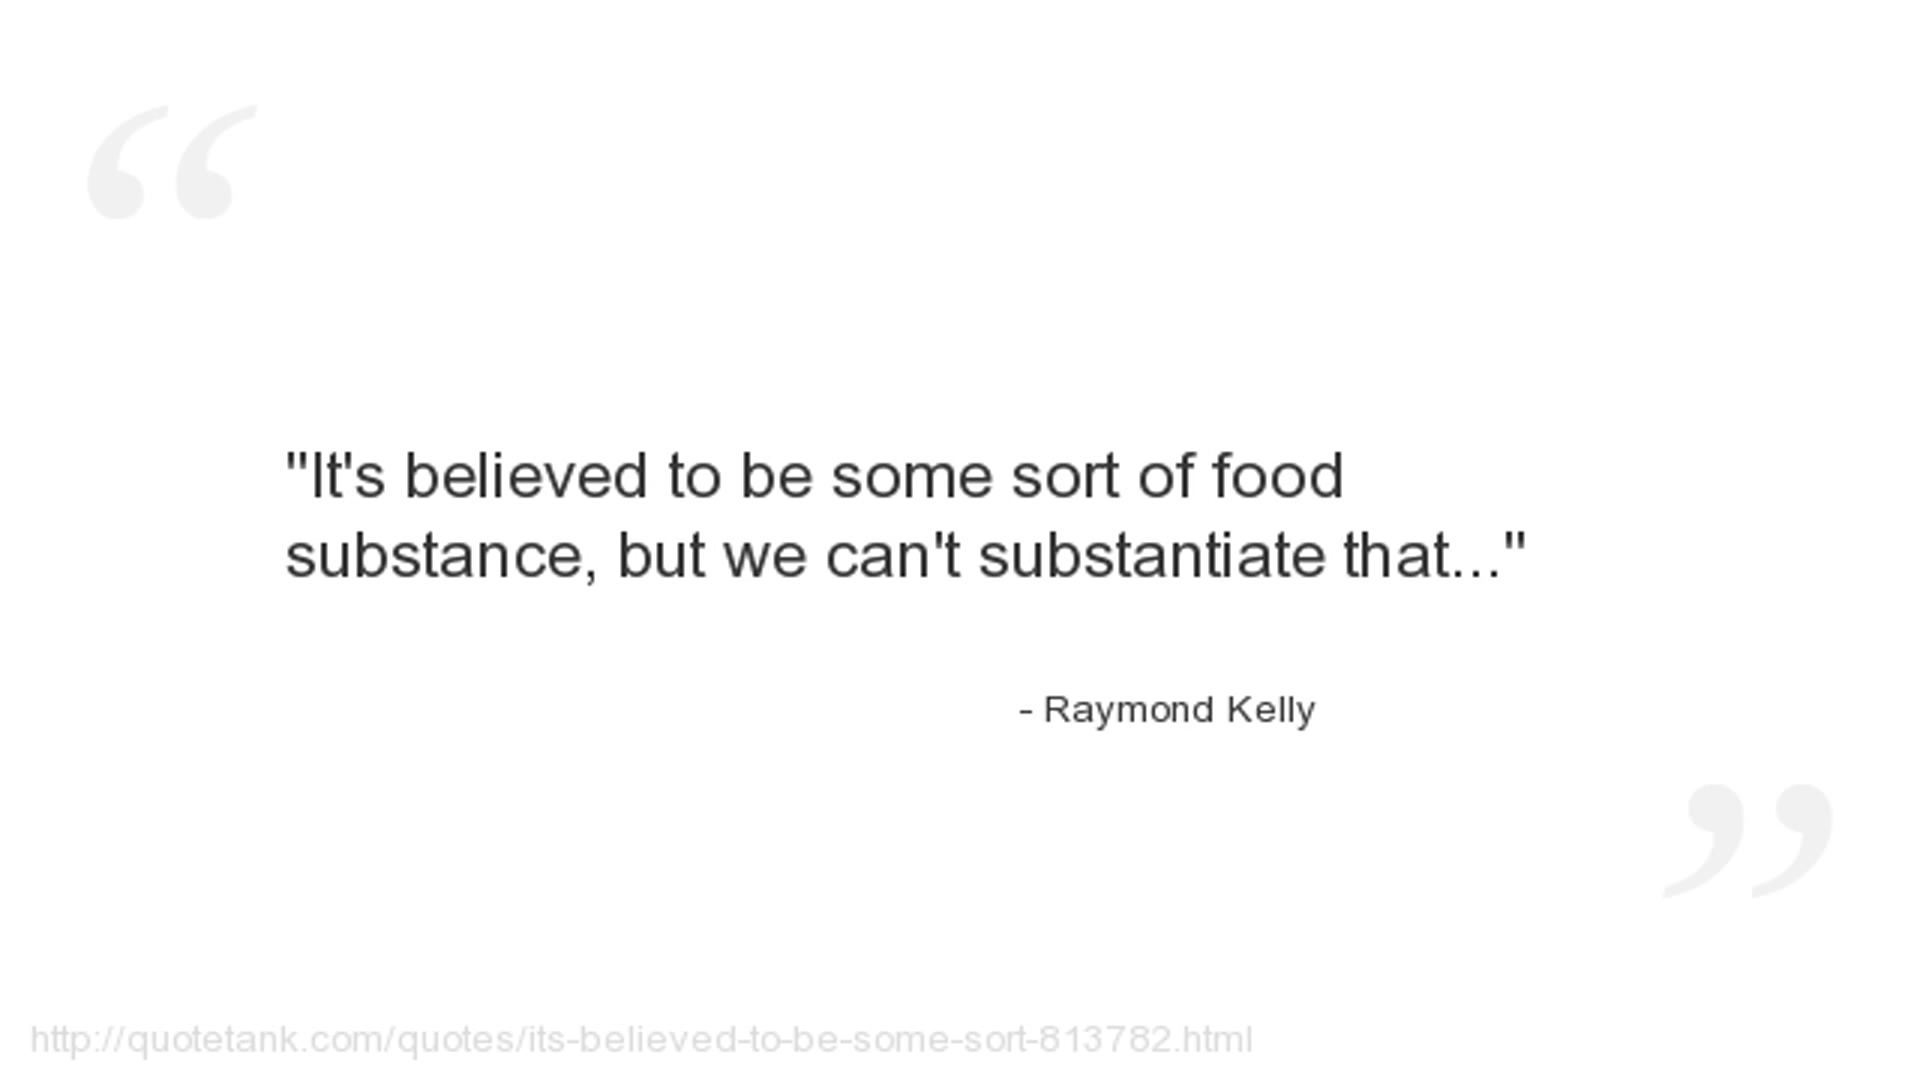 "It's believed to be some sort of food
substance, but we can't substantiate that..."
- Raymond Kelly
http://quotetank.com/quotes/its-believed-to-be-some-sort-813782.html